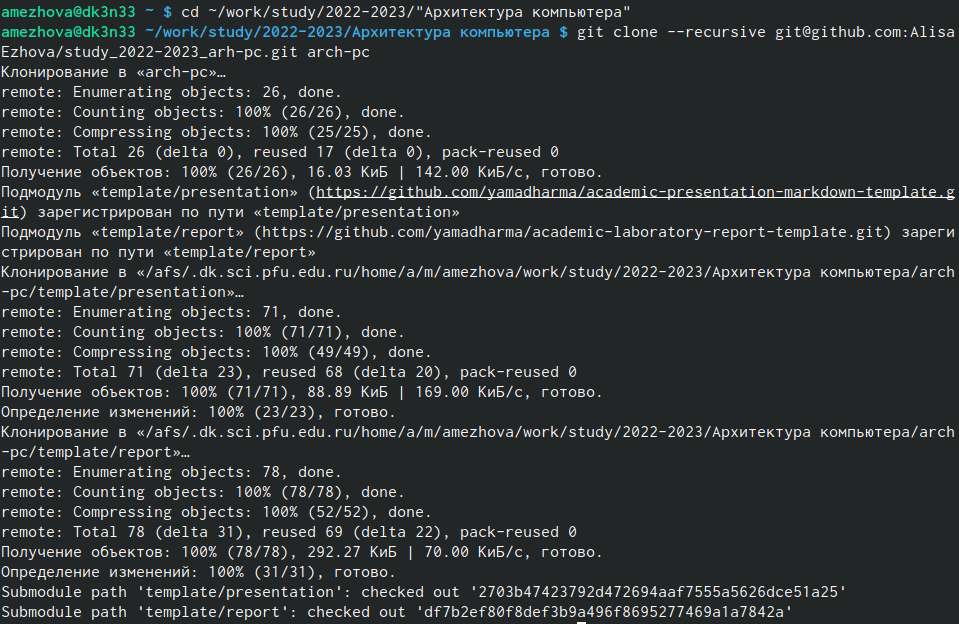 amezhova@dk3n33 ~ $ cd ~/work/study/2022-2023/"Архитектура компьютера"
amezhova@dk3n33 ~/work/study/2022-2023/Архитектура компьютера $ git clone --recursive git@github.com:Alisa
Ezhova/study_2022-2023_arh-pc.git arch-pc
Клонирование в «arch-pc»…
remote: Enumerating objects: 26, done.
remote: Counting objects: 100% (26/26), done.
remote: Compressing objects: 100% (25/25), done.
remote: Total 26 (delta 0), reused 17 (delta 0), pack-reused 0
Получение объектов: 100% (26/26), 16.03 КиБ | 142.00 КиБ/с, готово.
Подмодуль «template/presentation» (https://github.com/yamadharma/academic-presentation-markdown-template.g
it) зарегистрирован по пути «template/presentation»
Подмодуль «template/report» (https://github.com/yamadharma/academic-laboratory-report-template.git) зареги
стрирован по пути «template/report»
Клонирование в «/afs/.dk.sci.pfu.edu.ru/home/a/m/amezhova/work/study/2022-2023/Архитектура компьютера/arch
-pc/template/presentation»…
remote: Enumerating objects: 71, done.
remote: Counting objects: 100% (71/71), done.
remote: Compressing objects: 100% (49/49), done.
remote: Total 71 (delta 23), reused 68 (delta 20), pack-reused 0
Получение объектов: 100% (71/71), 88.89 КиБ | 169.00 КиБ/с, готово.
Определение изменений: 100% (23/23), готово.
Клонирование в «/afs/.dk.sci.pfu.edu.ru/home/a/m/amezhova/work/study/2022-2023/Архитектура компьютера/arch
-pc/template/report»…
remote: Enumerating objects: 78, done.
remote: Counting objects: 100% (78/78), done.
remote: Compressing objects: 100% (52/52), done.
remote: Total 78 (delta 31), reused 69 (delta 22), pack-reused 0
Получение объектов: 100% (78/78), 292.27 КиБ | 70.00 КиБ/с, готово.
Определение изменений: 100% (31/31), готово.
Submodule path 'template/presentation': checked out '2703b47423792d472694aaf7555a5626dce51a25'
Submodule path 'template/report': checked out 'df7b2ef80f8def3b9a496f8695277469a1a7842a'